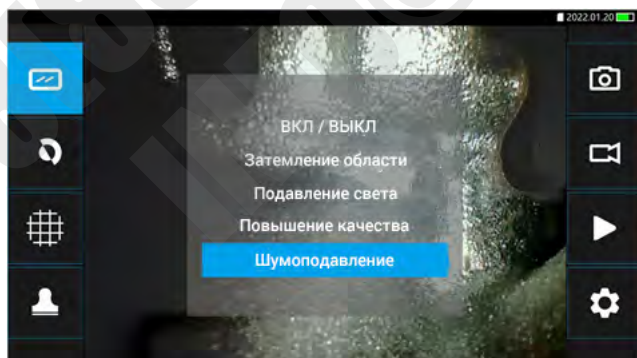 2022.01.20
ВКЛ / ВЫКЛ
Затемление области
Подавление света
Повышение качества
Шумоподавление